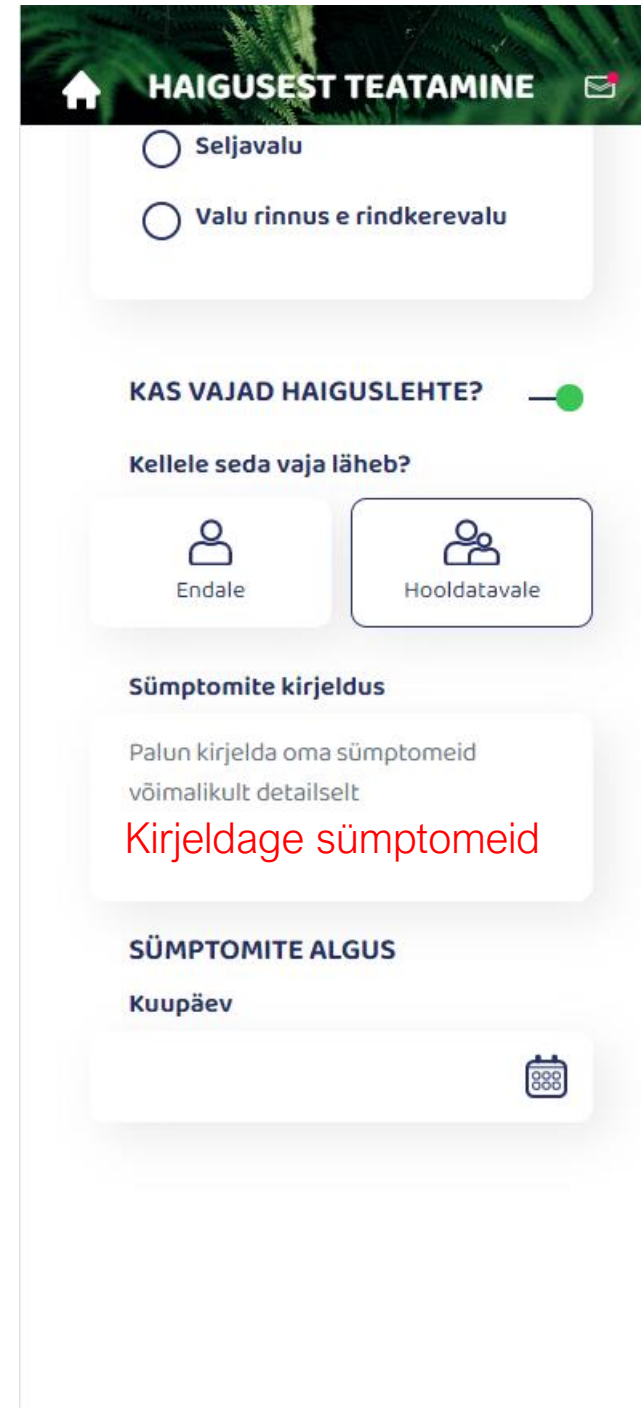 HAIGUSEST TEATAMINE
Seljavalu
Valu rinnus e rindkerevalu
KAS VAJAD HAIGUSLEHTE?
Kellele seda vaja läheb?
Endale
Hooldatavale
Sümptomite kirjeldus
Palun kirjelda oma sümptomeid
võimalikult detailselt
Kirjeldage sümptomeid
SÜMPTOMITE ALGUS
Kuupäev